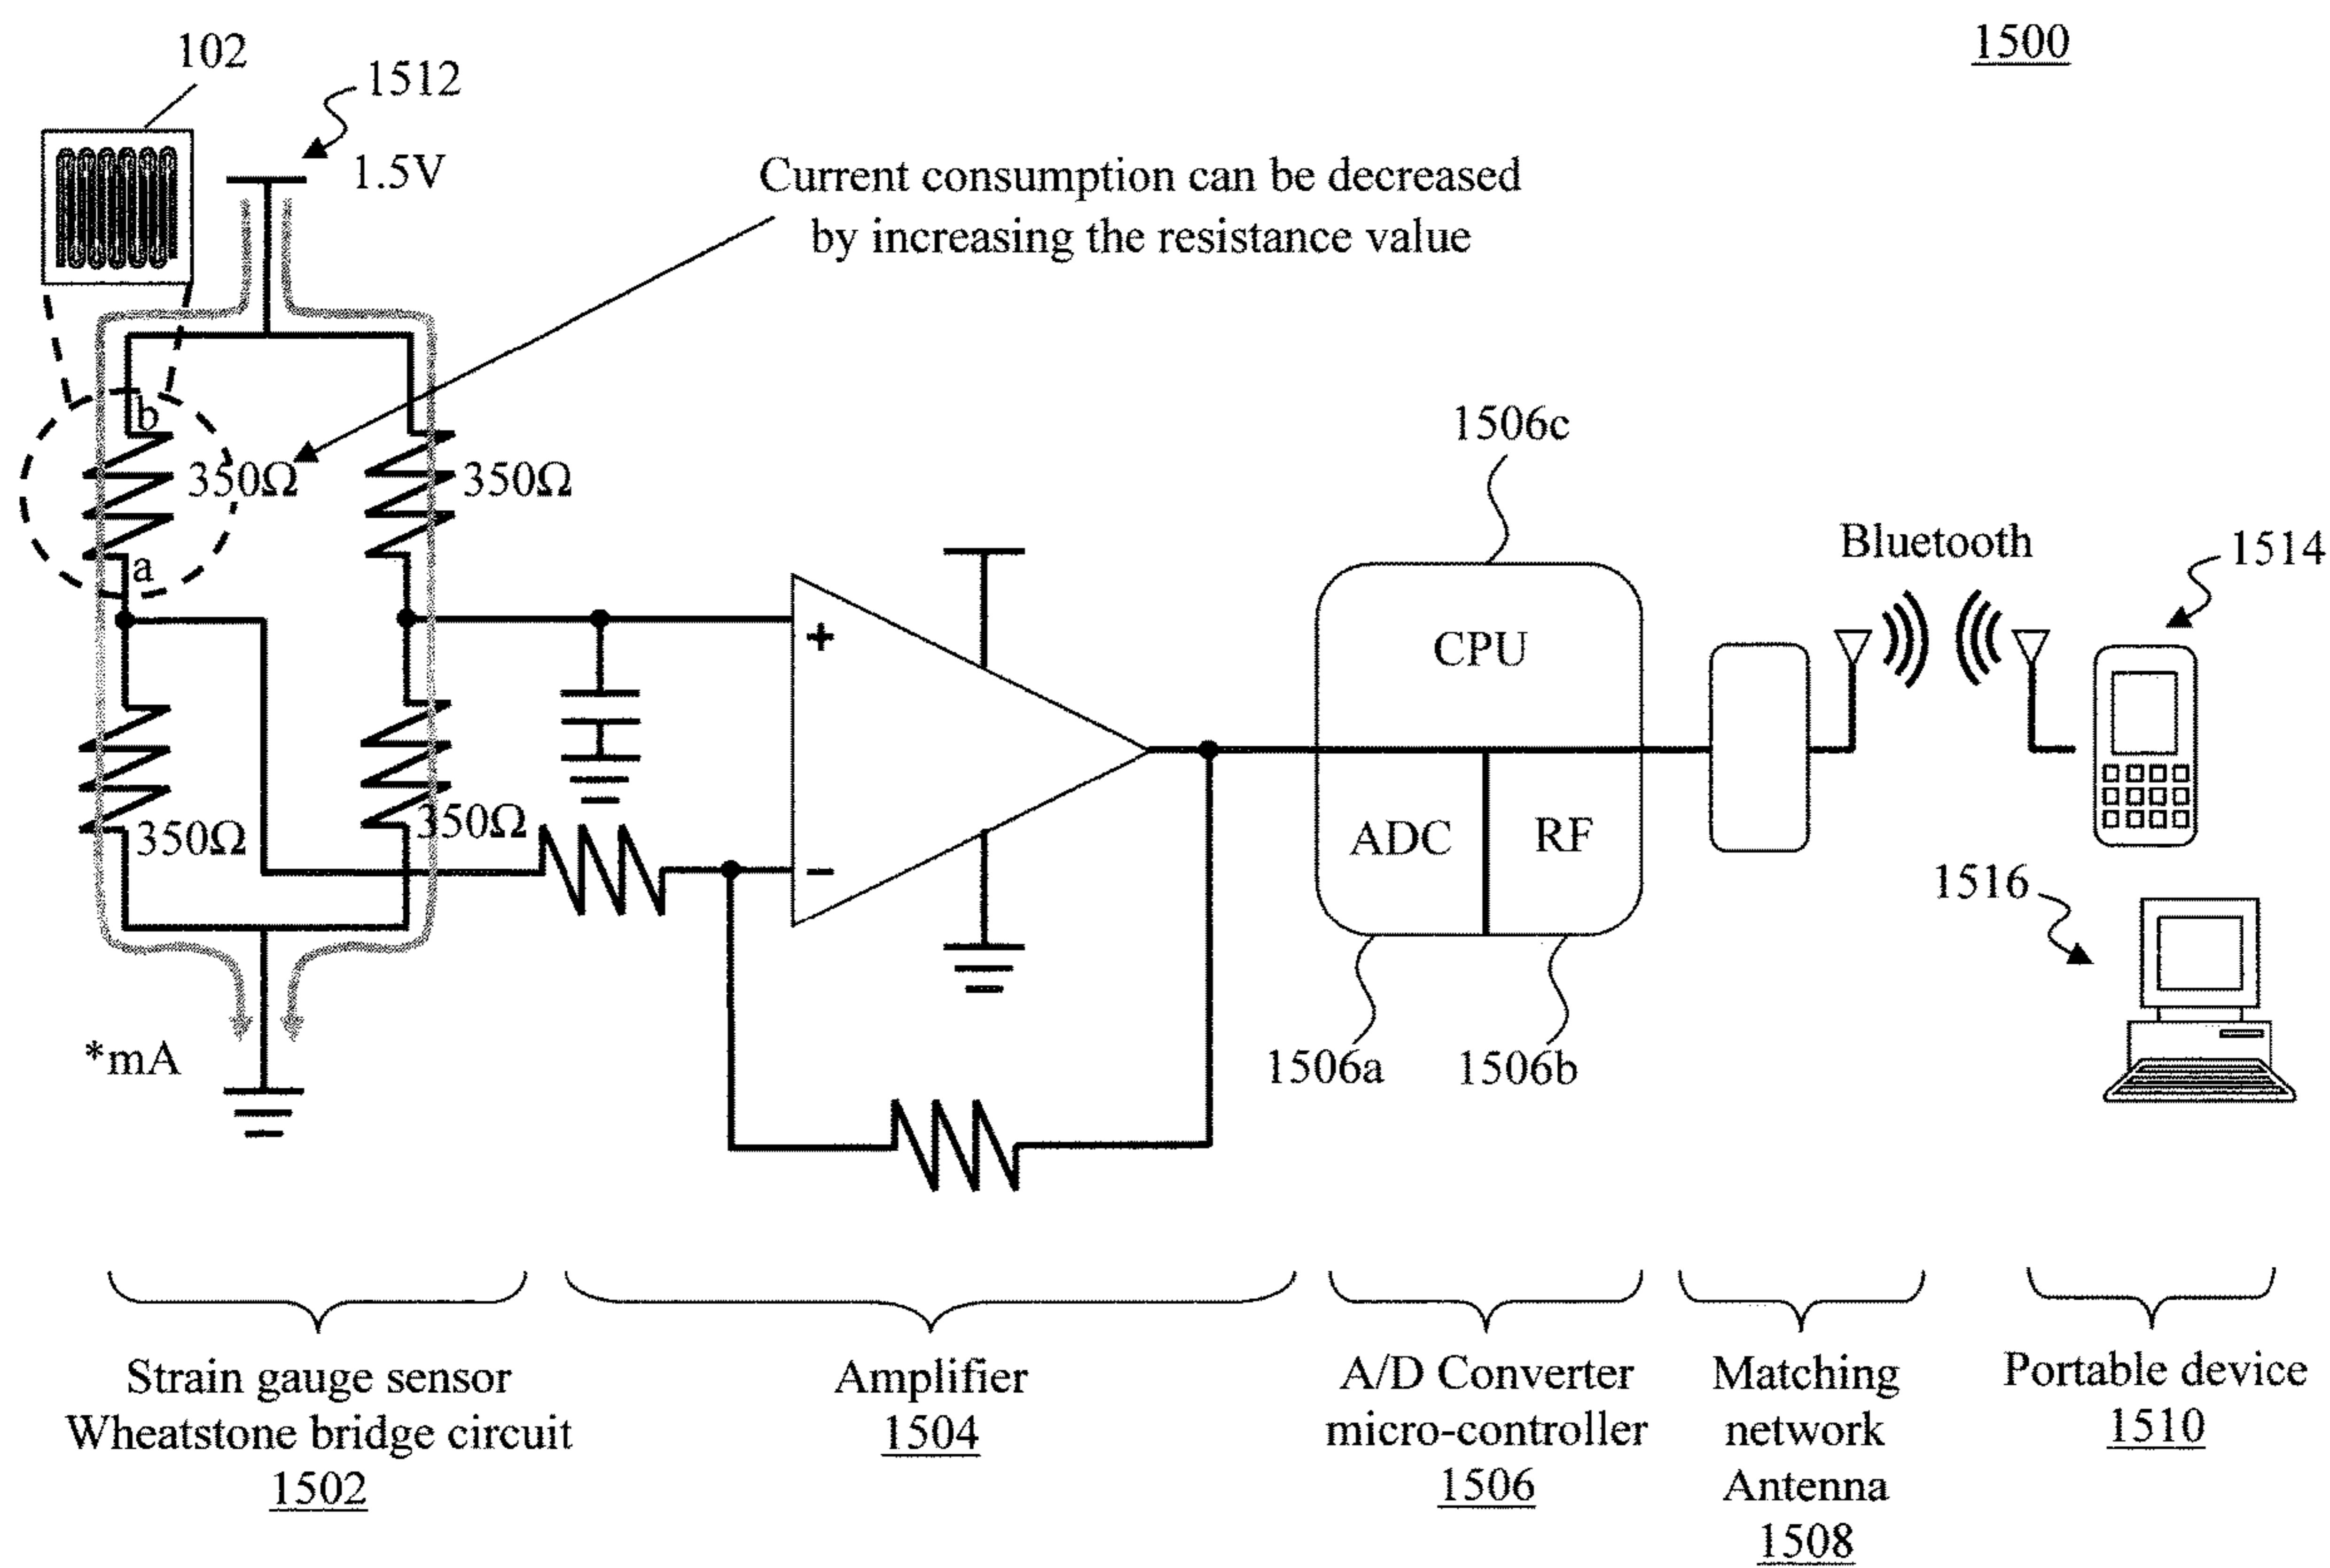 1500
102
1512
1.5V
Current consumption can be decreased
by increasing the resistance value
b
350Ω
350Ω
a
1506c
Bluetooth
1514
+
CPU
350Ω
350Ω
ADC
RF
-
1516
*mA
1506a
1506b
Strain gauge sensor
Wheatstone bridge circuit
1502
Amplifier
1504
A/D Converter
micro-controller
1506
Matching
network
Antenna
1508
Portable device
1510